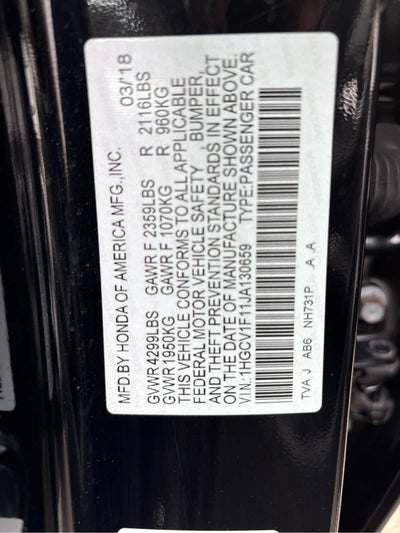 MFD.BY HONDA OF AMERICA MFG.,INC. 03/18
GVWR 4299LBS GAWR F 2359LBS R 2116LBS
GVWR 1950KG GAWR F 1070KG R 960KG
THIS VEHICLE CONFORMS TO ALL APPLICABLE
FEDERAL MOTOR VEHICLE SAFETY, BUMPER,
AND THEFT PREVENTION STANDARDS IN EFFECT
ON THE DATE OF MANUFACTURE SHOWN ABOVE.
V.I.N.:1HGCV1F11JA130659 TYPE:PASSENGER CAR
TVA J AB6 NH731P .A .A